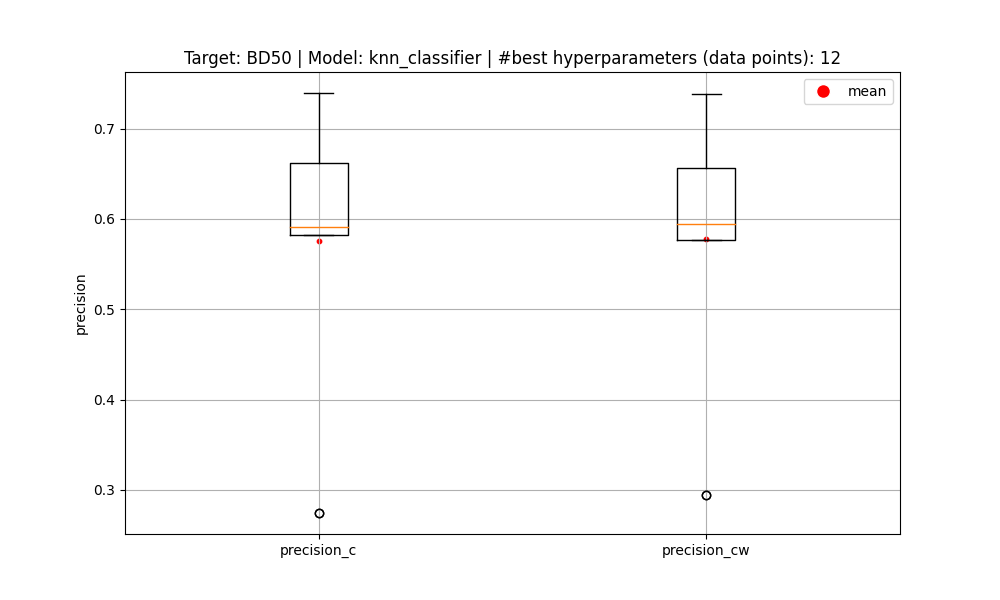 Target: BD50 | Model: knn_classifier | #best hyperparameters (data points): 12
mean
0.7
0.6
0.5
0.4
0.3
precision
precision_c
precision_cw